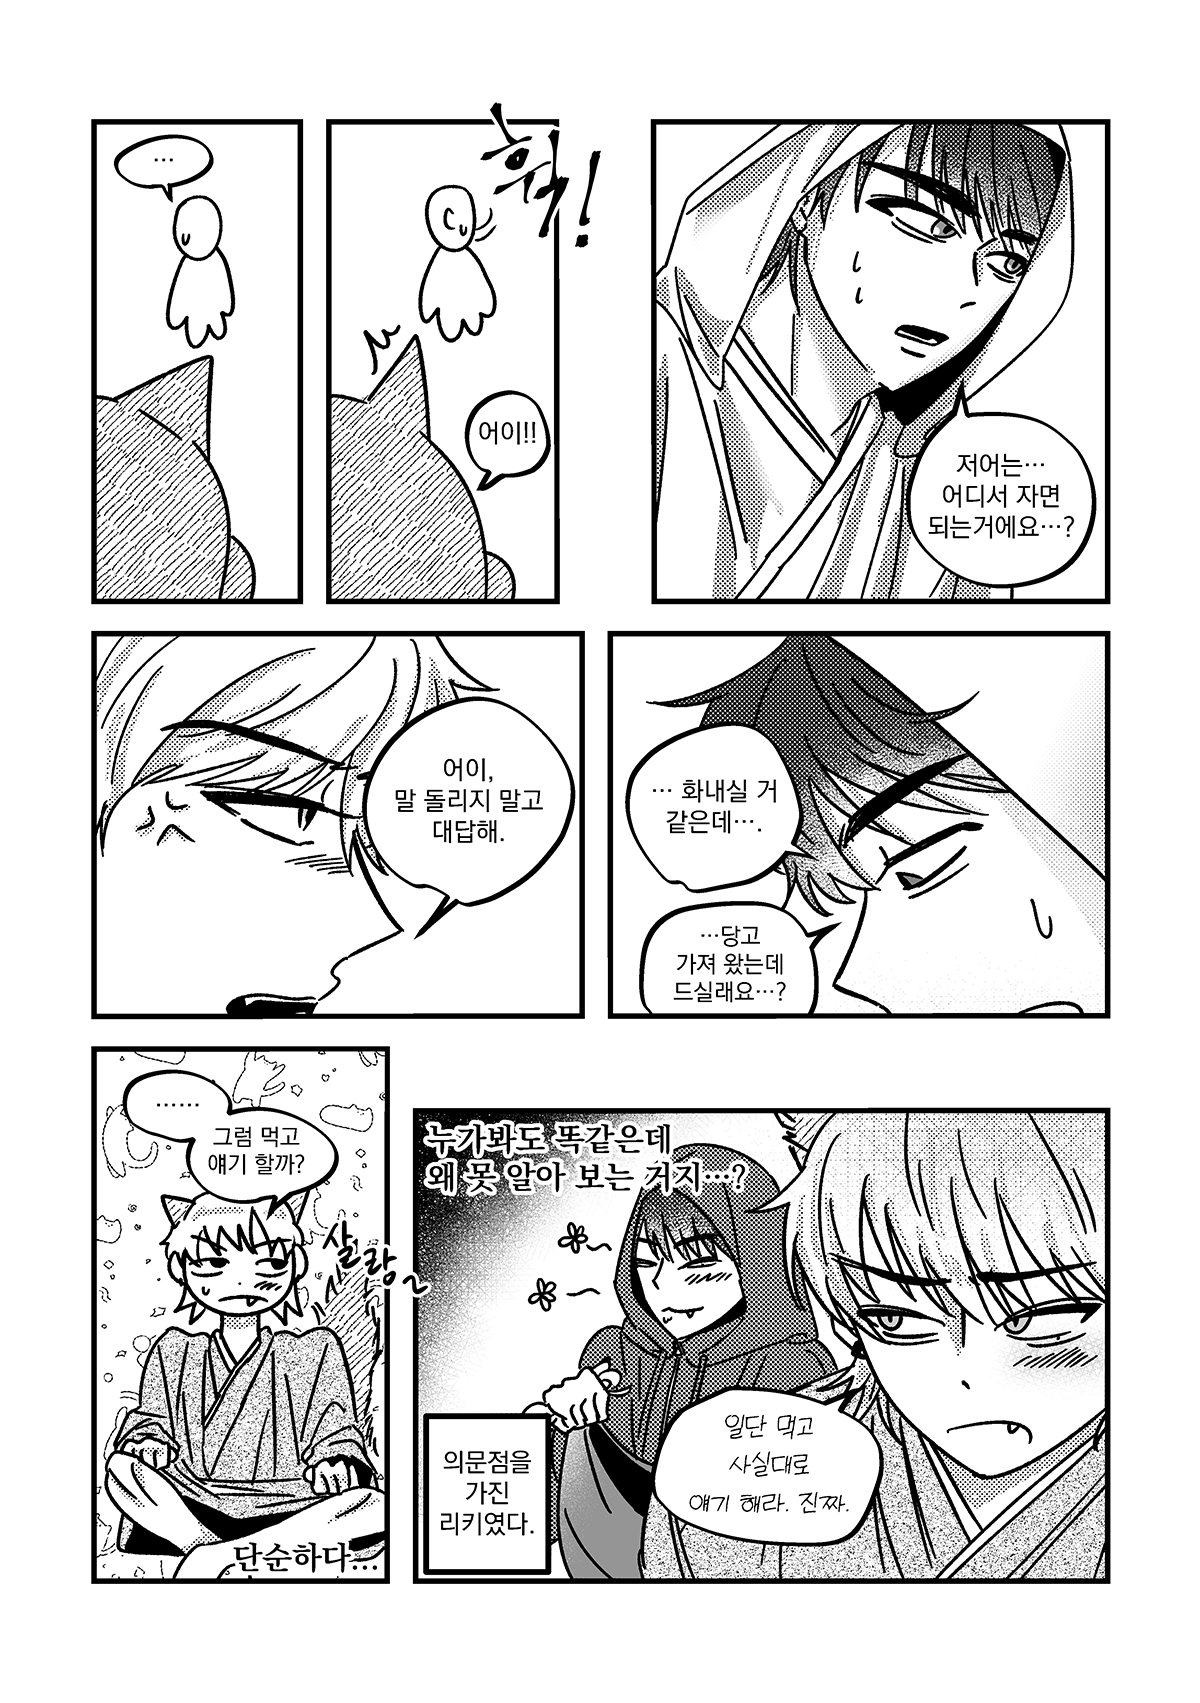 …
휙!
어이!!
저어는…
어디서 자면
되는거에요…?
어이,
말 돌리지 말고
대답해.
… 화내실 거
같은데….
…당고
가져 왔는데
드실래요…?
……
그럼 먹고
얘기 할까?
살랑~
단순하다…
누가봐도 똑같은데
왜 못 알아 보는 거지…?
의문점을
가진
리키였다.
일단 먹고
사실대로
얘기 해라. 진짜.